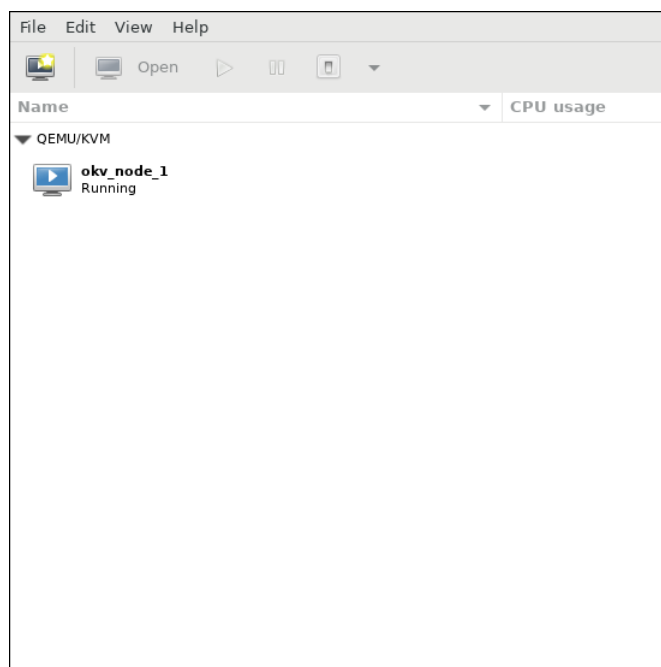 File Edit View Help
Open
Name CPU usage
QEMU/KVM
okv_node_1
Running